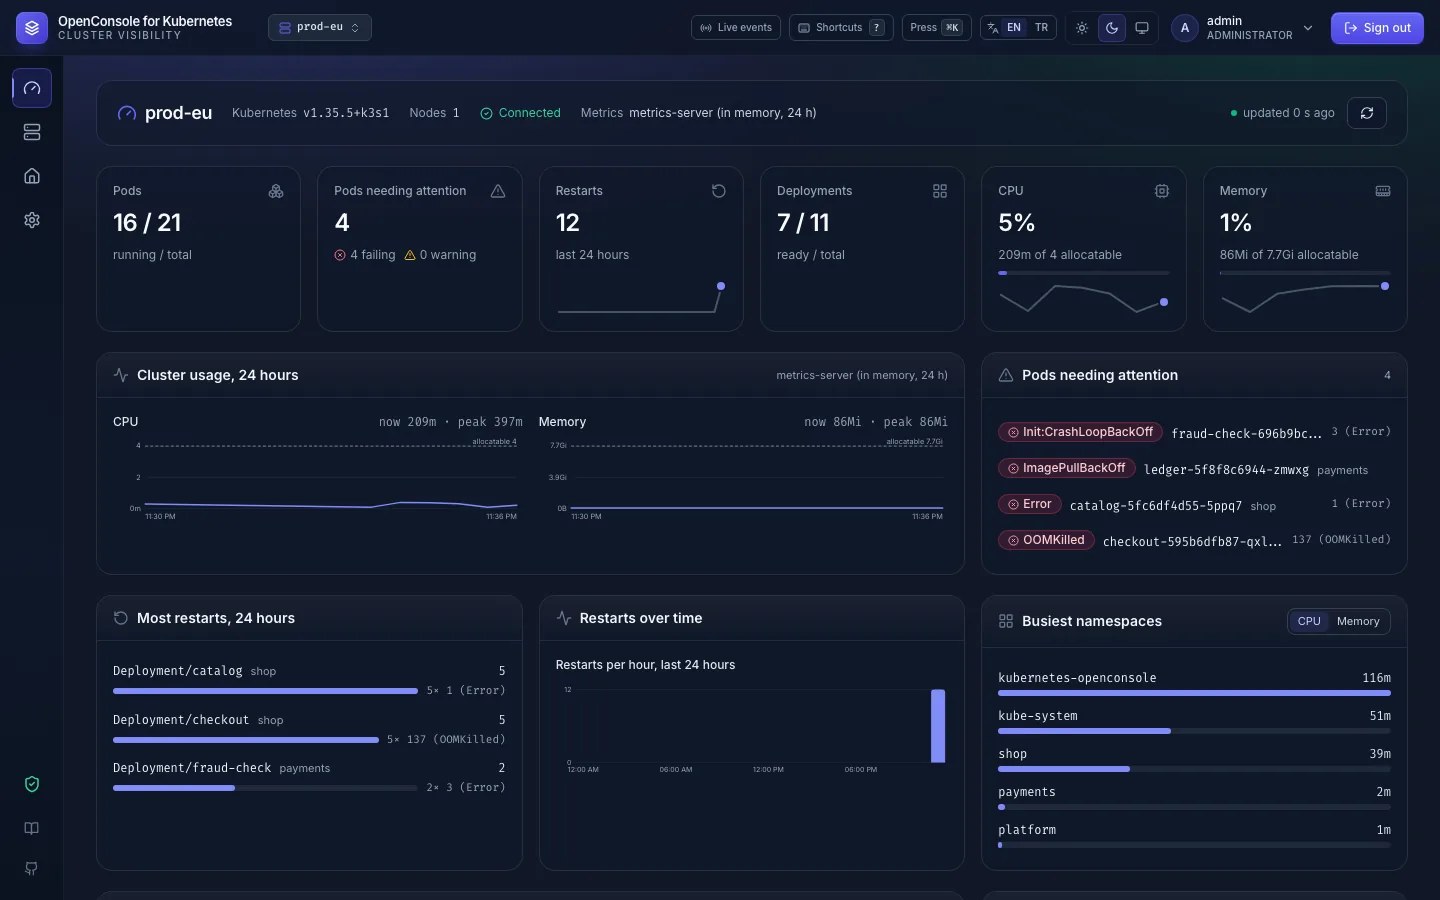 OpenConsole for Kubernetes
CLUSTER VISIBILITY
prod-eu
Live events
Shortcuts ?
Press ⌘K
EN TR
A
admin
ADMINISTRATOR
Sign out
prod-eu
Kubernetes v1.35.5+k3s1
Nodes 1
Connected
Metrics metrics-server (in memory, 24 h)
updated 0 s ago
Pods
16 / 21
running / total
Pods needing attention
4
4 failing 0 warning
Restarts
12
last 24 hours
Deployments
7 / 11
ready / total
CPU
5%
209m of 4 allocatable
Memory
1%
86Mi of 7.7Gi allocatable
Cluster usage, 24 hours
metrics-server (in memory, 24 h)
CPU
now 209m · peak 397m
allocatable 4
4
2
0m
11:30 PM
11:36 PM
Memory
now 86Mi · peak 86Mi
allocatable 7.7Gi
7.7Gi
3.9Gi
0B
11:30 PM
11:36 PM
Pods needing attention
4
Init:CrashLoopBackOff fraud-check-696b9bc... 3 (Error)
ImagePullBackOff ledger-5f8f8c6944-zmwxg payments
Error catalog-5fc6df4d55-5ppq7 shop 1 (Error)
OOMKilled checkout-595b6dfb87-qxl... 137 (OOMKilled)
Most restarts, 24 hours
Deployment/catalog shop 5
5× 1 (Error)
Deployment/checkout shop 5
5× 137 (OOMKilled)
Deployment/fraud-check payments 2
2× 3 (Error)
Restarts over time
Restarts per hour, last 24 hours
12
0
12:00 AM
06:00 AM
12:00 PM
06:00 PM
Busiest namespaces
CPU Memory
kubernetes-openconsole 116m
kube-system 51m
shop 39m
payments 2m
platform 1m